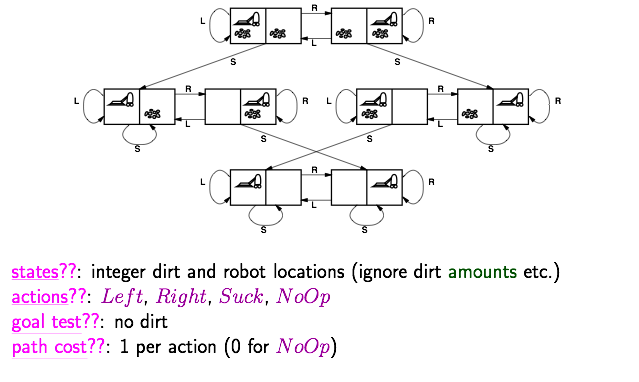 R
L
R
L
S
S
L
R
R
L
R
R
L
L
L
S
S
S
S
R
L
R
L
S
S
states??: integer dirt and robot locations (ignore dirt amounts etc.)
actions??: Left, Right, Suck, NoOp
goal test??: no dirt
path cost??: 1 per action (0 for NoOp)